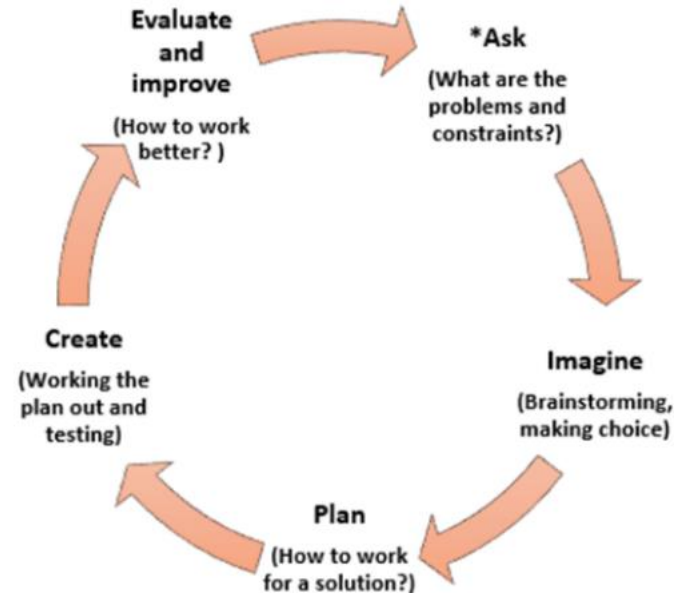 *Ask
(What are the
problems and
constraints?)
Imagine
(Brainstorming,
making choice)
Plan
(How to work
for a solution?)
Create
(Working the
plan out and
testing)
Evaluate
and
improve
(How to work
better? )